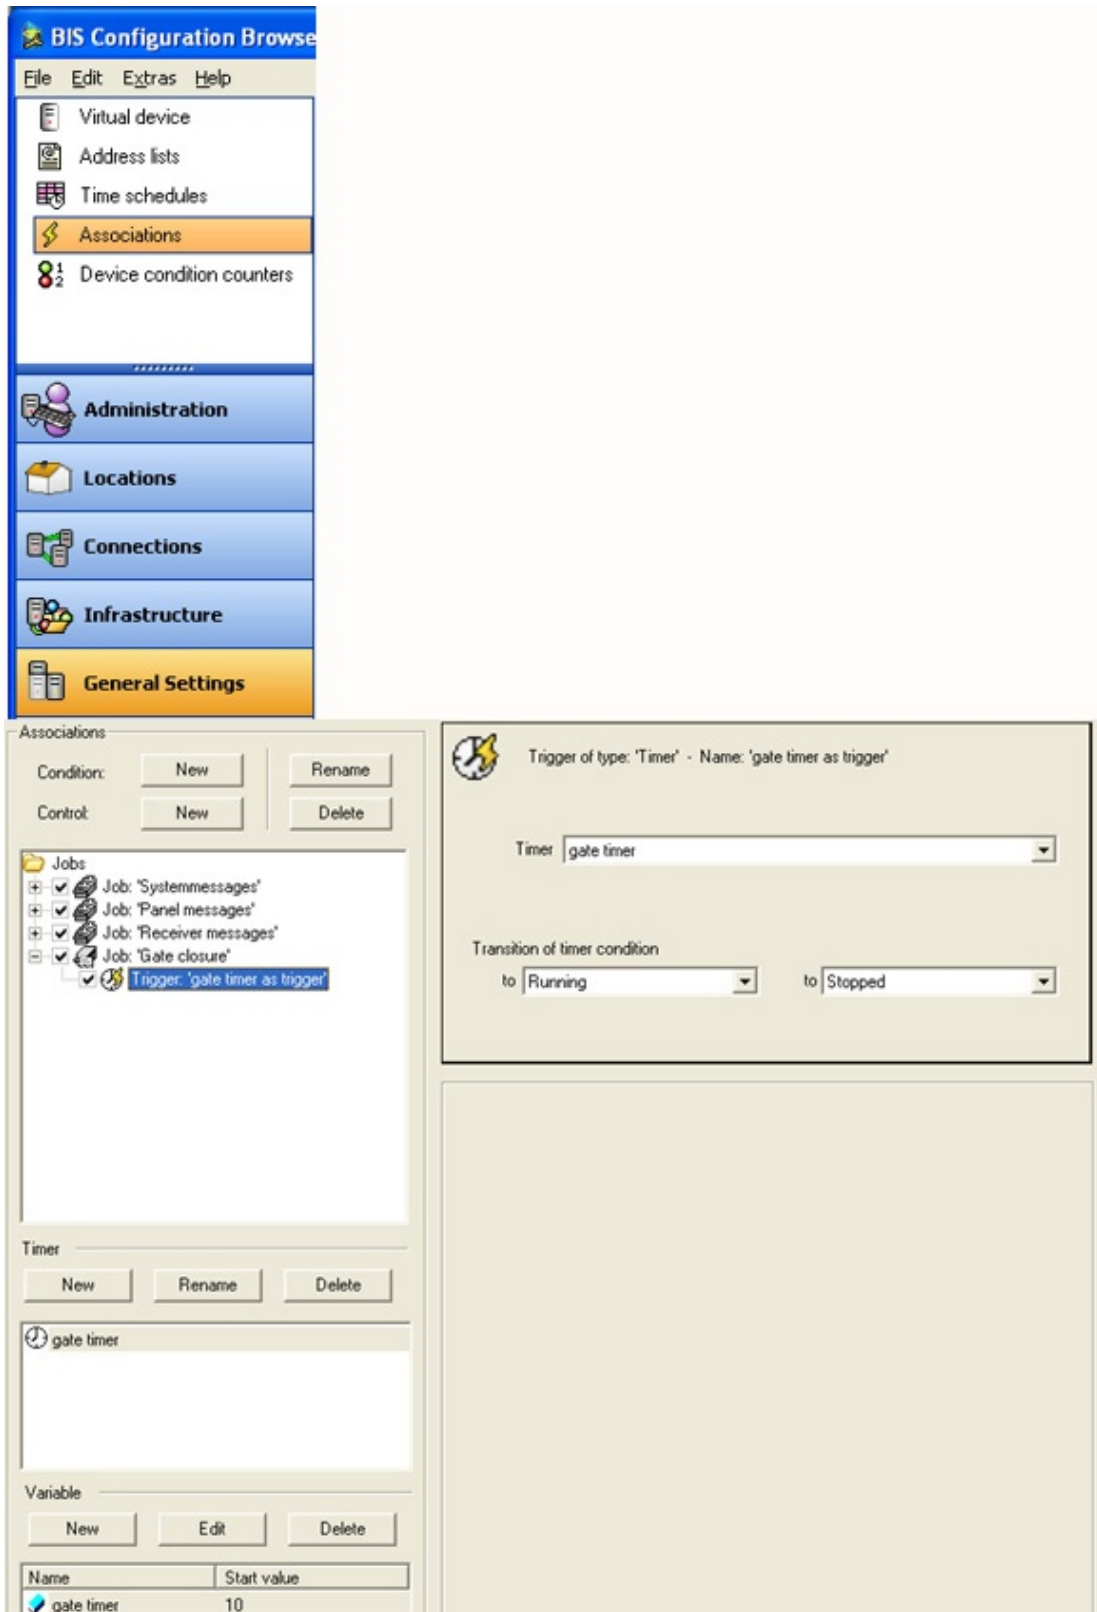 BIS Configuration Browse
File Edit Extras Help
Virtual device
Address lists
Time schedules
Associations
1 2 Device condition counters
Administration
Locations
Connections
Infrastructure
General Settings
Associations
Condition: New Rename
Control: New Delete
Jobs
Job: 'Systemmessages'
Job: 'Panel messages'
Job: 'Receiver messages'
Job: 'Gate closure'
Trigger: 'gate timer as trigger'
Timer
New Rename Delete
gate timer
Variable
New Edit Delete
Name Start value
gate timer 10
Trigger of type: 'Timer' - Name: 'gate timer as trigger'
Timer gate timer
Transition of timer condition
to Running to Stopped